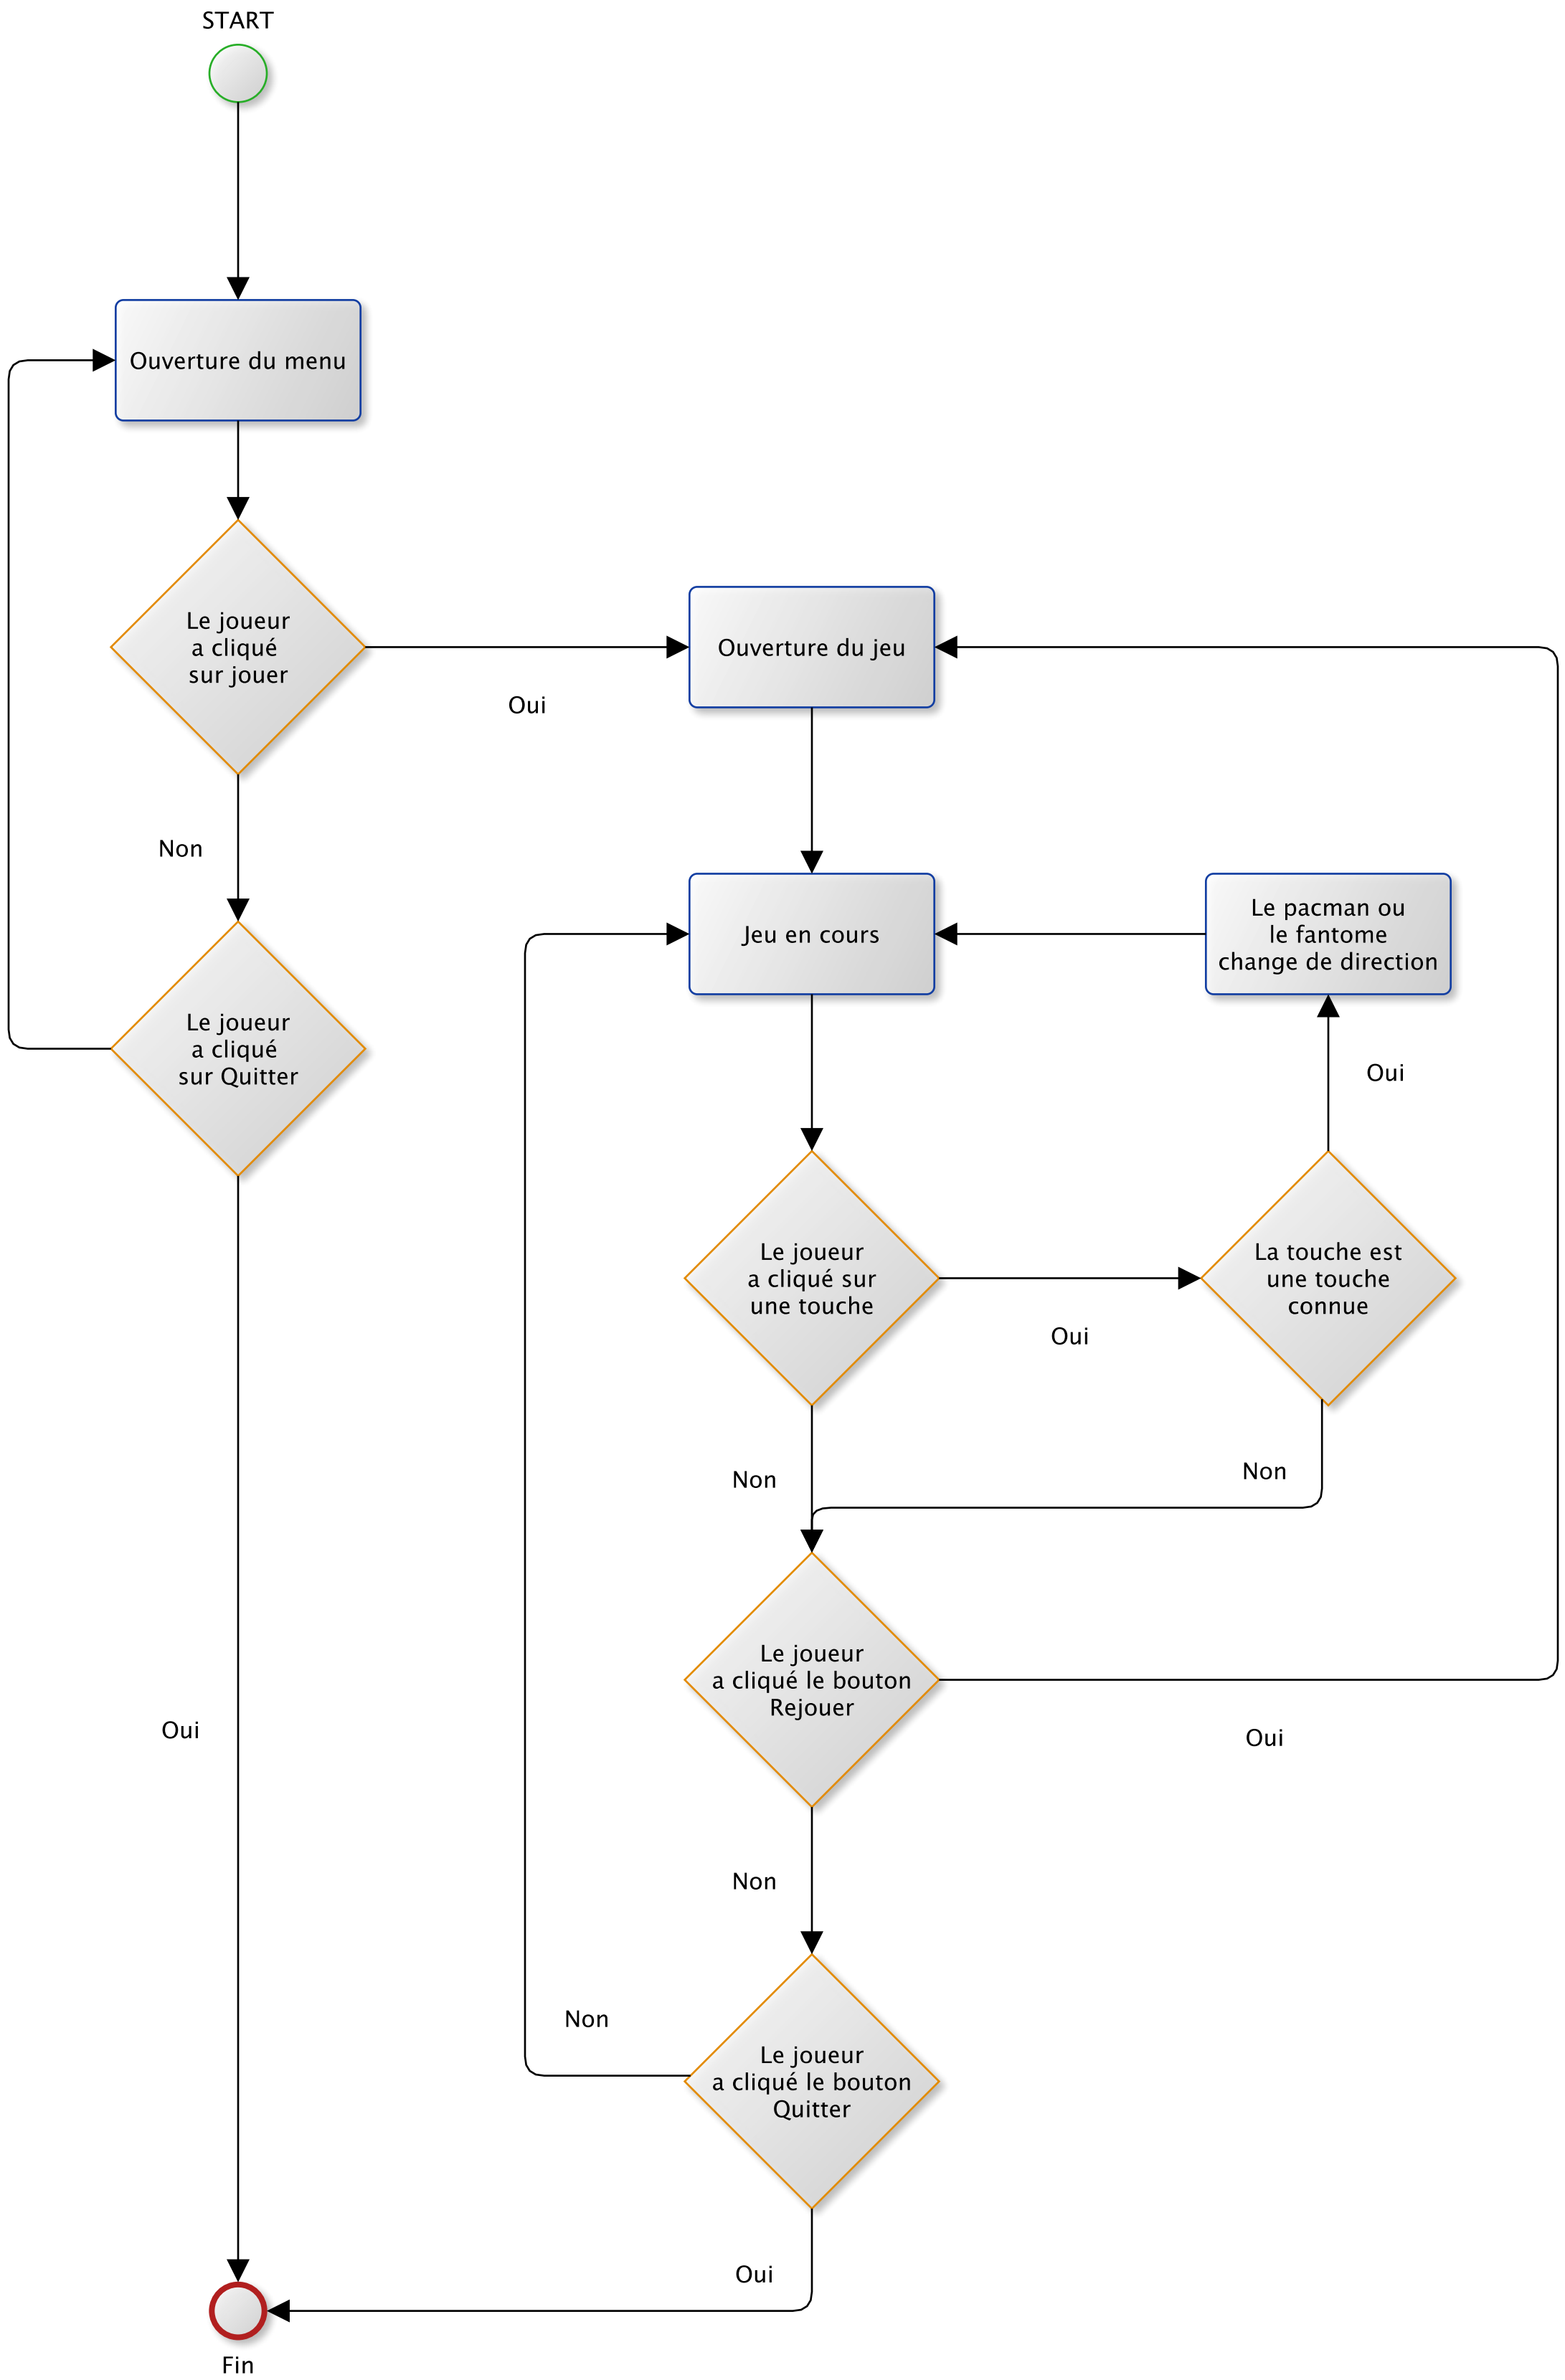 START
Ouverture du menu
Le joueur
a cliqué
sur jouer
Oui
Ouverture du jeu
Non
Jeu en cours
Le pacman ou
le fantome
change de direction
Le joueur
a cliqué
sur Quitter
Oui
Le joueur
a cliqué sur
une touche
Oui
La touche est
une touche
connue
Non
Non
Le joueur
a cliqué le bouton
Rejouer
Oui
Oui
Non
Non
Le joueur
a cliqué le bouton
Quitter
Oui
Fin